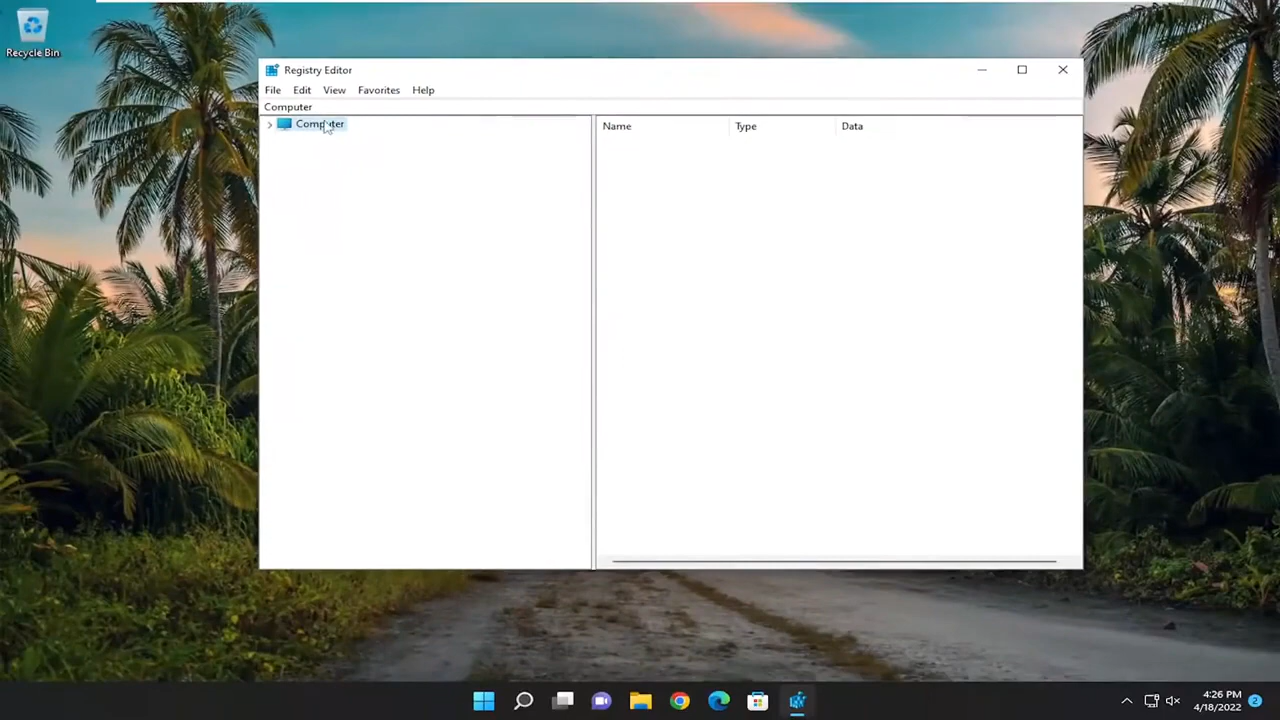 Recycle Bin
Registry Editor
File Edit View Favorites Help
Computer
Computer
Name Type Data
4:26 PM
4/18/2022
2